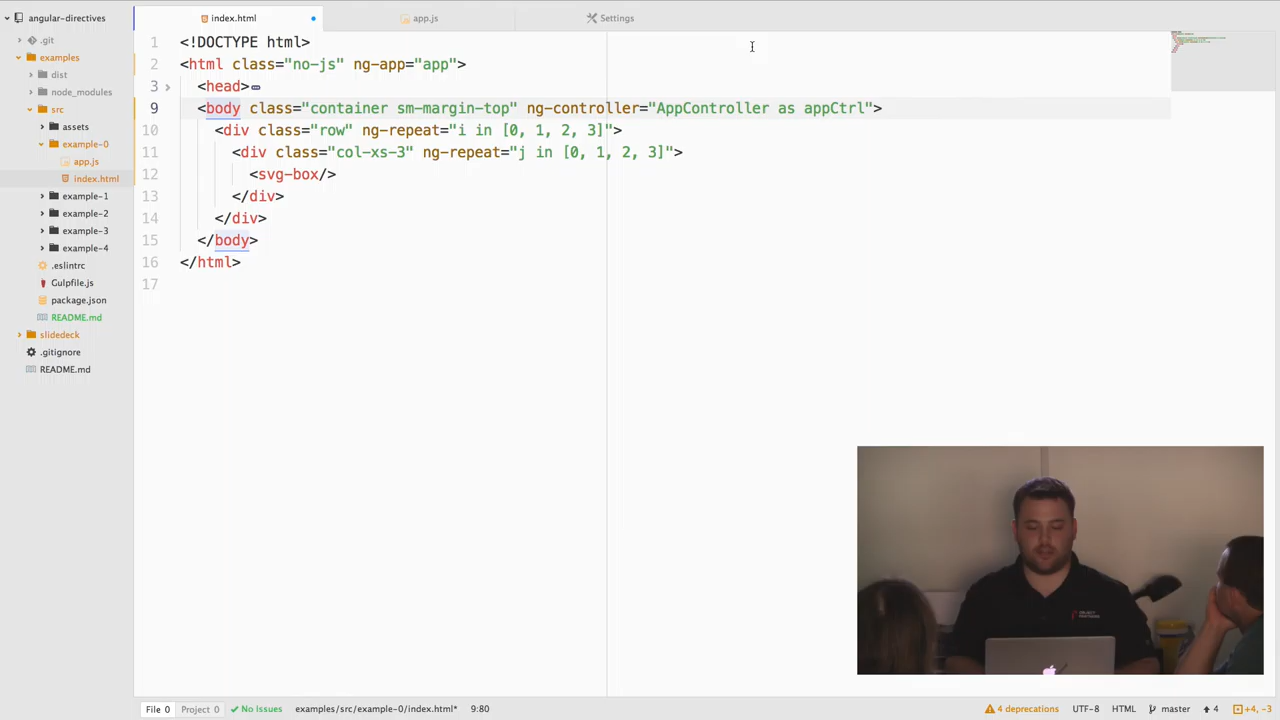 angular-directives
index.html
app.js
Settings
.git
examples
dist
node_modules
src
assets
example-0
app.js
index.html
example-1
example-2
example-3
example-4
.eslintrc
Gulpfile.js
package.json
README.md
slidedeck
.gitignore
README.md
1 <!DOCTYPE html>
2 <html class="no-js" ng-app="app">
3 <head>
9 <body class="container sm-margin-top" ng-controller="AppController as appCtrl">
10 <div class="row" ng-repeat="i in [0, 1, 2, 3]">
11 <div class="col-xs-3" ng-repeat="j in [0, 1, 2, 3]">
12 <svg-box/>
13 </div>
14 </div>
15 </body>
16 </html>
17
File 0 Project 0 No Issues examples/src/example-0/index.html* 9:80 4 deprecations UTF-8 HTML master 4 +4, -3